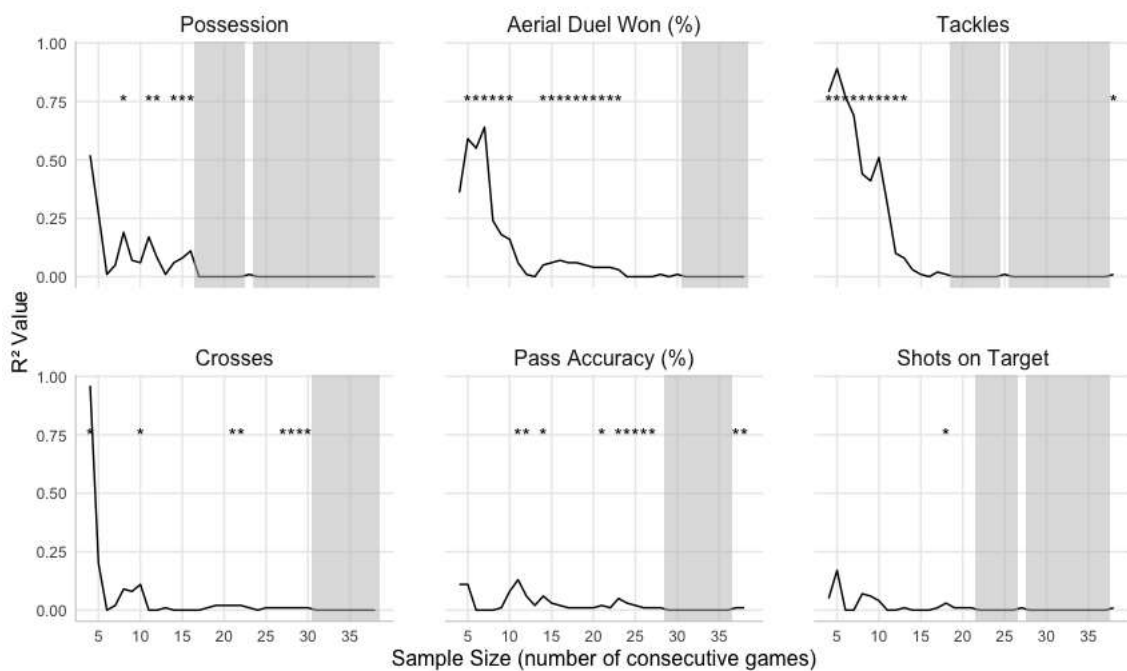 Possession
Aerial Duel Won (%)
Tackles
1.00
0.75
0.50
0.25
0.00
* ** ***
****** **********
********** *
R² Value
Crosses
Pass Accuracy (%)
Shots on Target
1.00
0.75
0.50
0.25
0.00
* * ** ****
** * * ***** **
*
5 10 15 20 25 30 35
5 10 15 20 25 30 35
5 10 15 20 25 30 35
Sample Size (number of consecutive games)